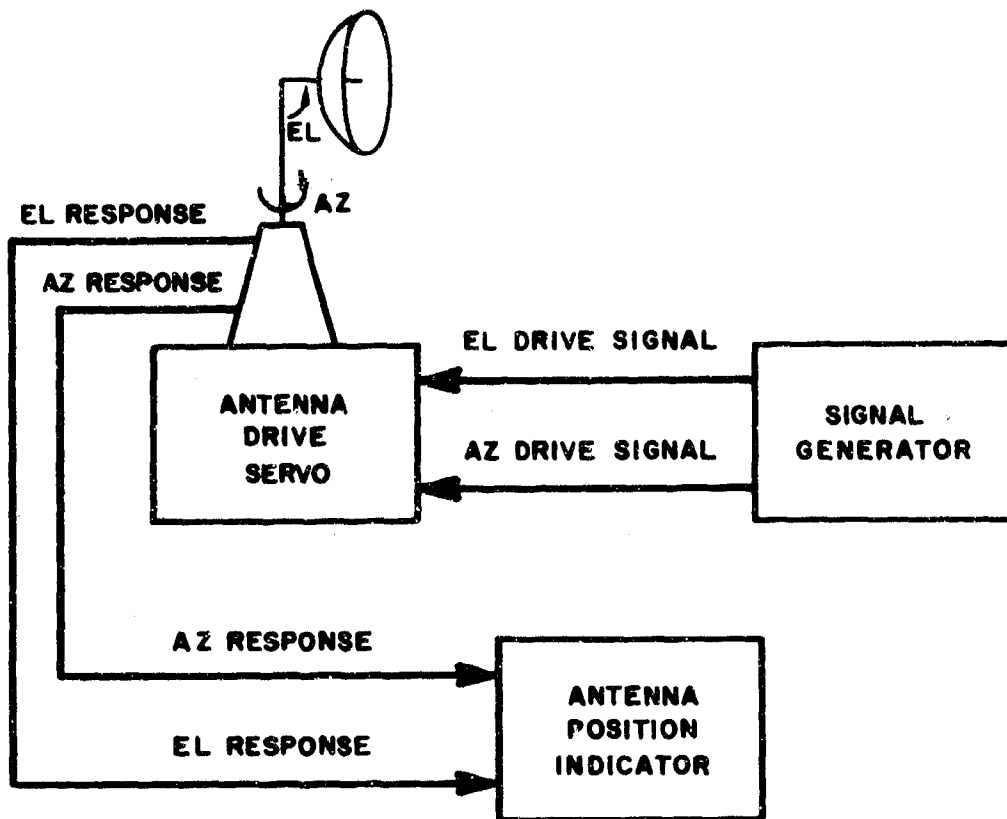 EL
AZ
EL RESPONSE
AZ RESPONSE
EL DRIVE SIGNAL
AZ DRIVE SIGNAL
ANTENNA
DRIVE
SERVO
SIGNAL
GENERATOR
AZ RESPONSE
EL RESPONSE
ANTENNA
POSITION
INDICATOR